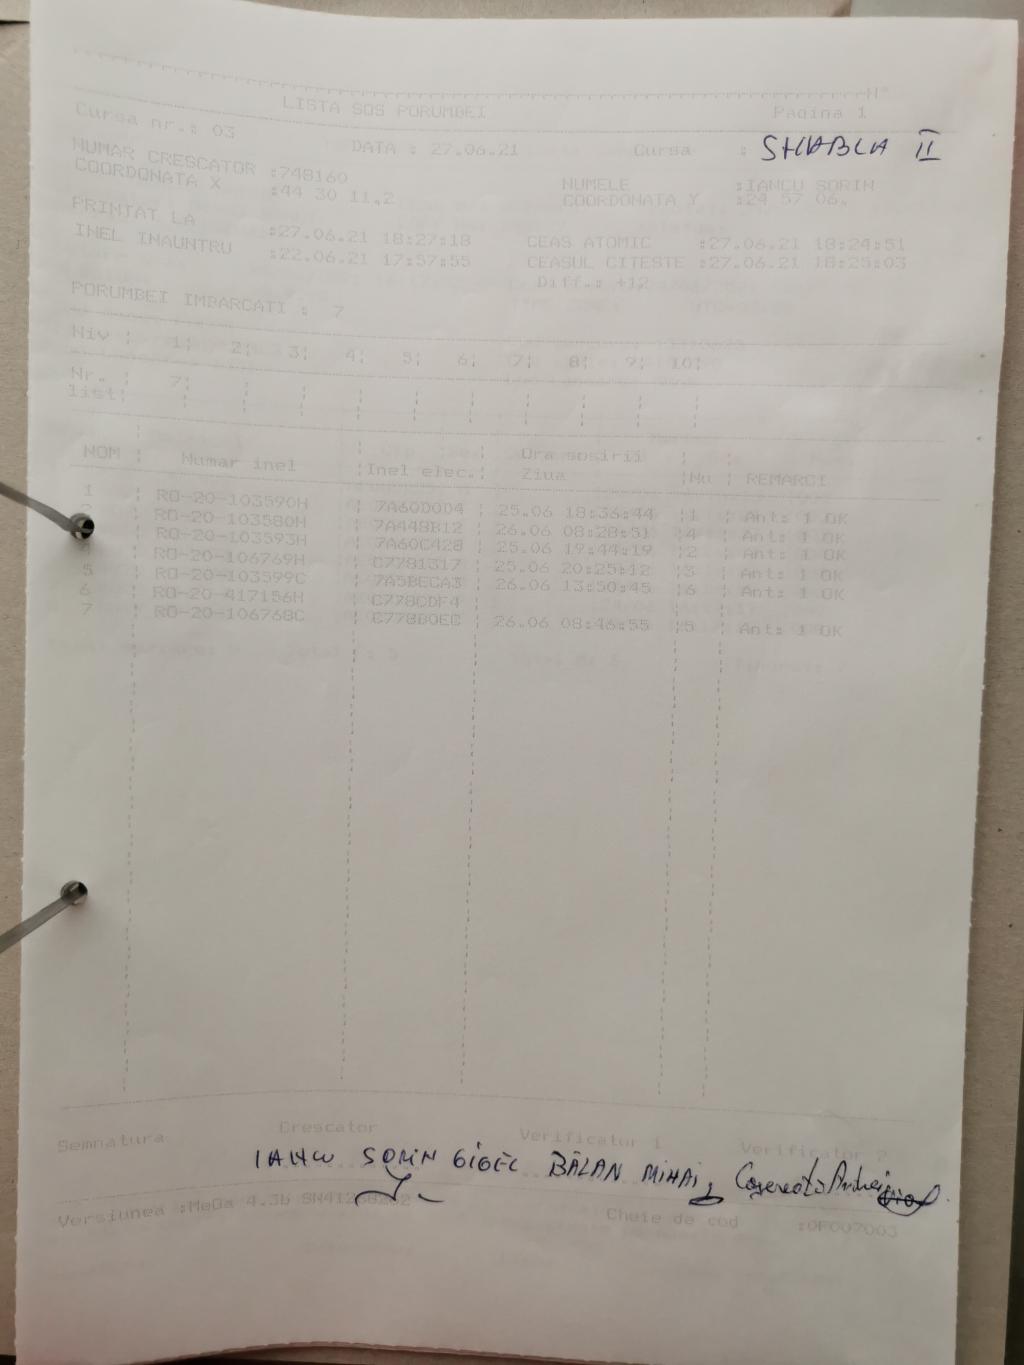 N°
LISTA SOS PORUMBEI Pagina 1
Cursa nr.: 03 DATA : 27.06.21 Cursa : SHABLA II
NUMAR CRESCATOR :748160 NUMELE :IANCU SORIN
COORDONATA X :44 30 11,2 COORDONATA Y :24 57 06.
PRINTAT LA :27.06.21 18:27:18 CEAS ATOMIC :27.06.21 18:24:51
INEL INAUNTRU :22.06.21 17:57:55 CEASUL CITESTE :27.06.21 18:25:03
Diff.: +12
PORUMBEI IMBARCATI : 7
Niv ¦ 1¦ 2¦ 3¦ 4¦ 5¦ 6¦ 7¦ 8¦ 9¦ 10¦
Nr. ¦ 7¦
list¦
NOM ¦ Numar inel ¦Inel elec.¦ Ora sosirii Ziua ¦Nu ¦ REMARCI
1 ¦ RO-20-103590H ¦ 7A60D0D4 ¦ 25.06 18:36:44 ¦1 ¦ Ant: 1 OK
2 ¦ RO-20-103580H ¦ 7A448B12 ¦ 26.06 08:28:51 ¦4 ¦ Ant: 1 OK
RO-20-103593H ¦ 7A60C428 ¦ 25.06 19:44:19 ¦2 ¦ Ant: 1 OK
4 ¦ RO-20-106769H ¦ C7781317 ¦ 25.06 20:25:12 ¦3 ¦ Ant: 1 OK
5 ¦ RO-20-103599C ¦ 7A5BECA3 ¦ 26.06 13:50:45 ¦6 ¦ Ant: 1 OK
6 ¦ RO-20-417156H ¦ C778CDF4 ¦
7 ¦ RO-20-106768C ¦ C778B0EC ¦ 26.06 08:46:55 ¦5 ¦ Ant: 1 OK
Semnatura Crescator Verificator 1 Verificator 2
IANCU SORIN GIGEL BĂLAN MIHAI
Versiunea :MeGa 4.3b Cheie de cod :0F007003